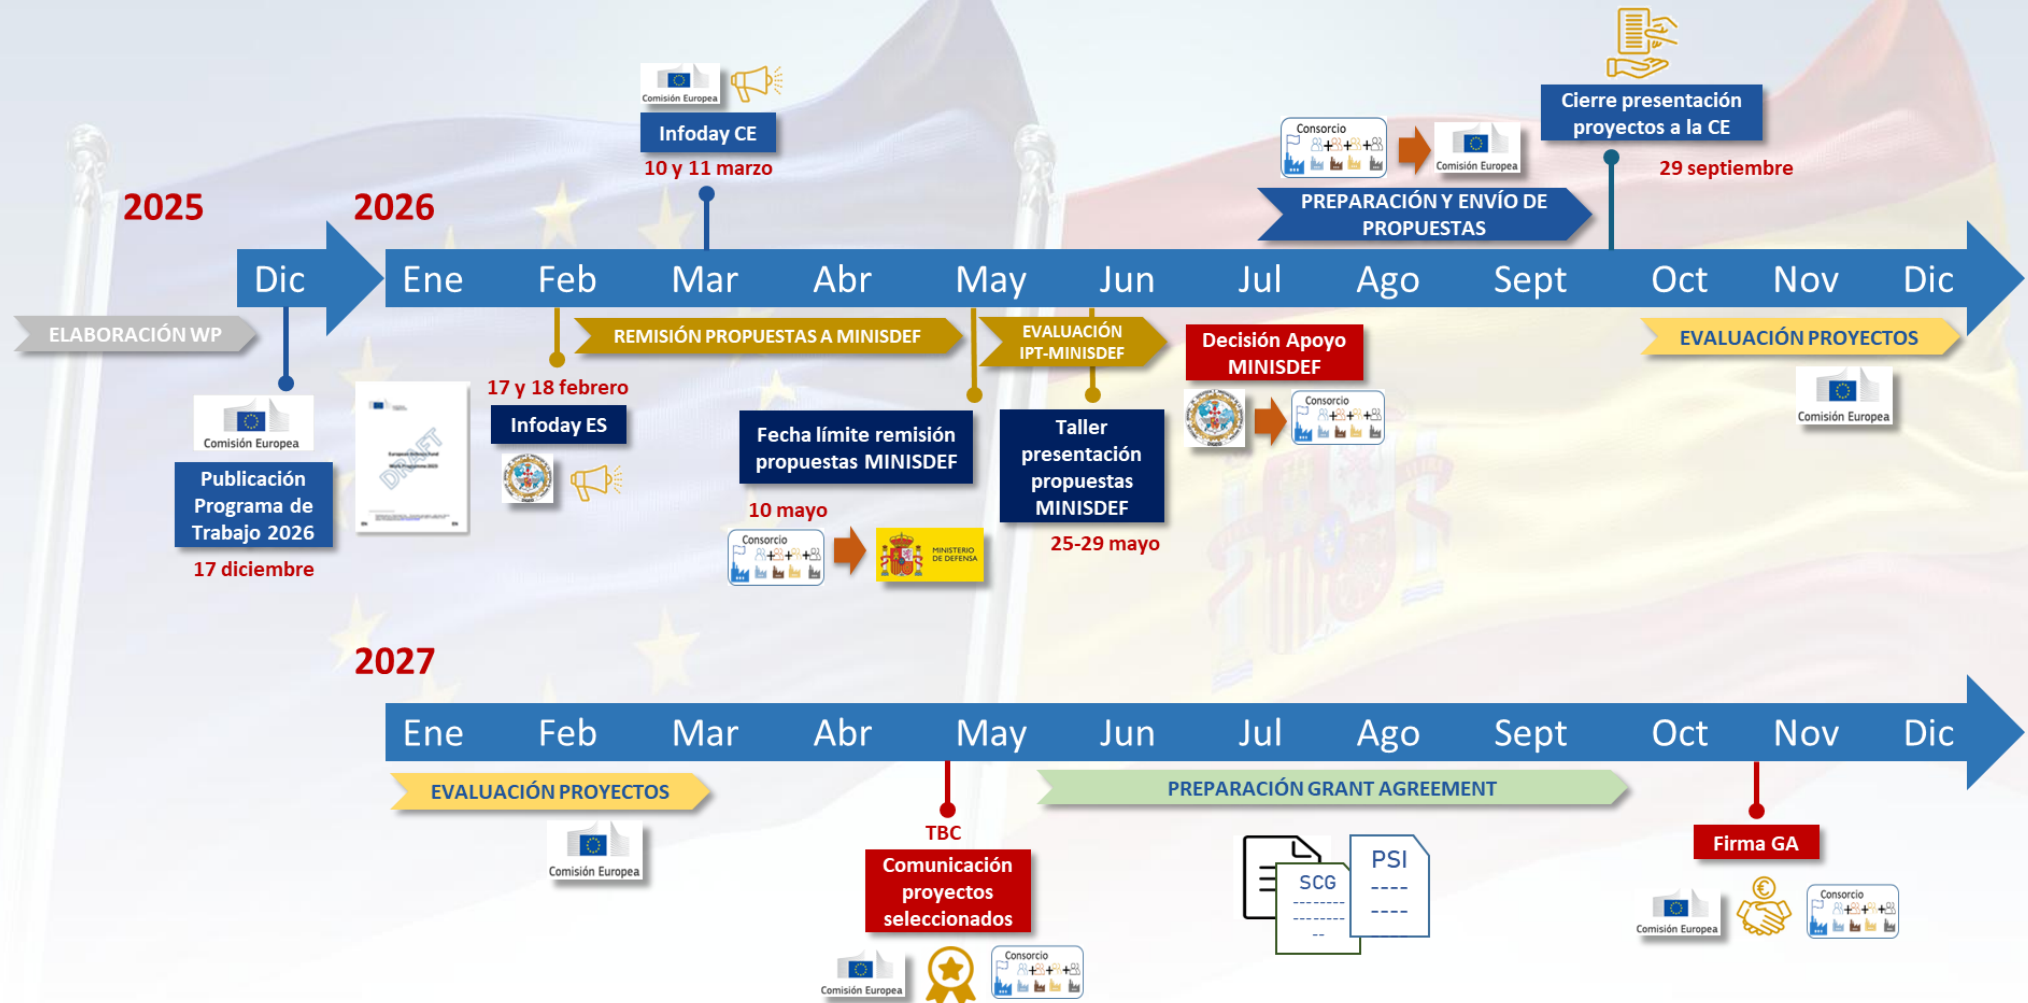 Comisión Europea
Infoday CE
10 y 11 marzo
Cierre presentación
proyectos a la CE
29 septiembre
Consorcio
Comisión Europea
PREPARACIÓN Y ENVÍO DE
PROPUESTAS
2025
2026
Dic
Ene
Feb
Mar
Abr
May
Jun
Jul
Ago
Sept
Oct
Nov
Dic
ELABORACIÓN WP
REMISIÓN PROPUESTAS A MINISDEF
EVALUACIÓN
IPT-MINISDEF
Decisión Apoyo
MINISDEF
Consorcio
EVALUACIÓN PROYECTOS
Comisión Europea
Comisión Europea
Publicación
Programa de
Trabajo 2026
17 diciembre
DRAFT
17 y 18 febrero
Infoday ES
Fecha límite remisión
propuestas MINISDEF
10 mayo
Consorcio
MINISTERIO
DE DEFENSA
Taller
presentación
propuestas
MINISDEF
25-29 mayo
2027
Ene
Feb
Mar
Abr
May
Jun
Jul
Ago
Sept
Oct
Nov
Dic
EVALUACIÓN PROYECTOS
Comisión Europea
TBC
Comunicación
proyectos
seleccionados
Comisión Europea
Consorcio
PREPARACIÓN GRANT AGREEMENT
SCG
PSI
Firma GA
Comisión Europea
Consorcio